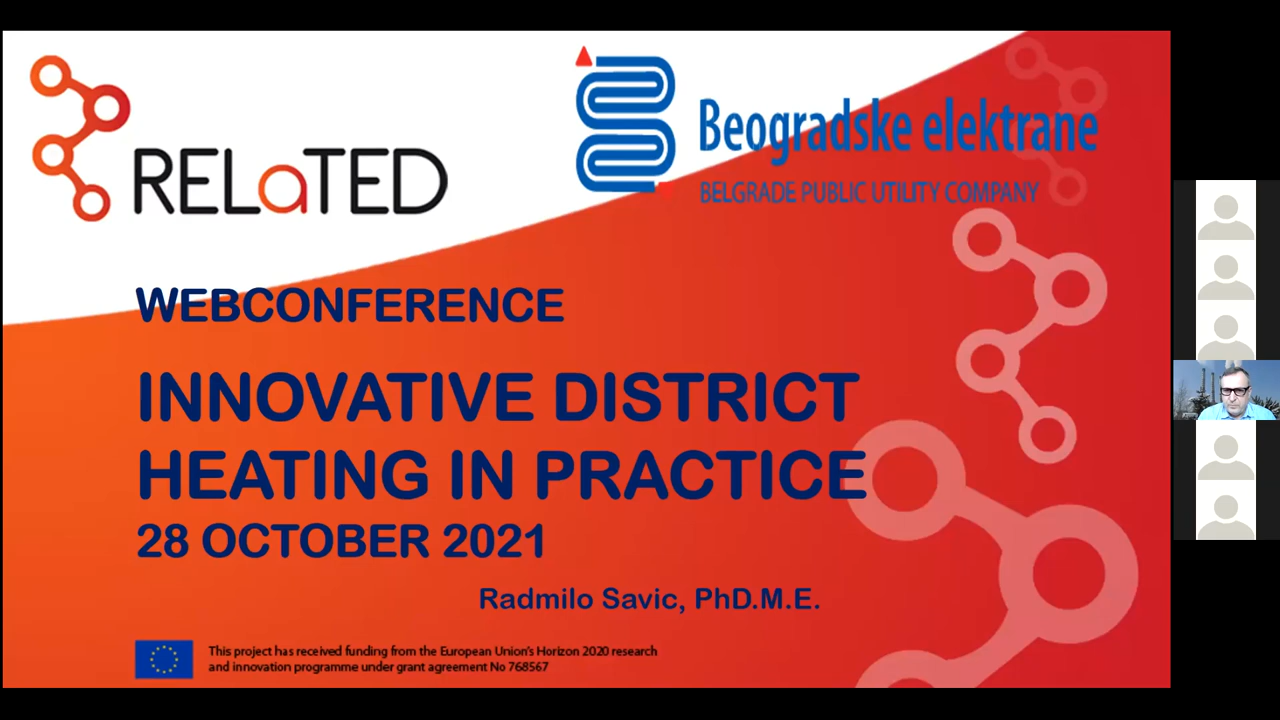 RELaTED
Beogradske elektrane
BELGRADE PUBLIC UTILITY COMPANY
WEBCONFERENCE
INNOVATIVE DISTRICT
HEATING IN PRACTICE
28 OCTOBER 2021
Radmilo Savic, PhD.M.E.
This project has received funding from the European Union's Horizon 2020 research
and innovation programme under grant agreement No 768567